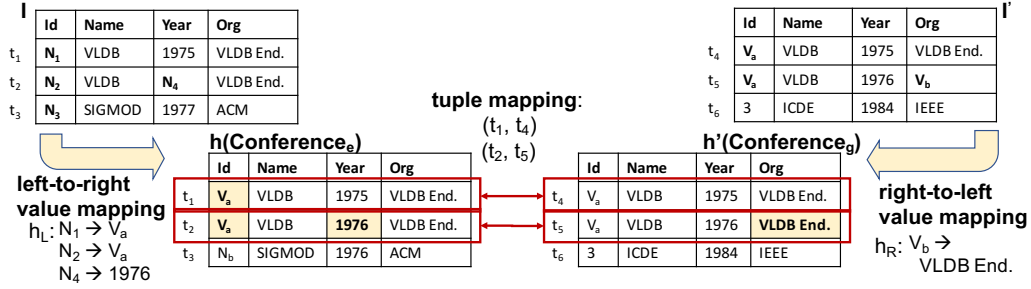 I
Id Name Year Org
t1 N1 VLDB 1975 VLDB End.
t2 N2 VLDB N4 VLDB End.
t3 N3 SIGMOD 1977 ACM
I'
Id Name Year Org
t4 Va VLDB 1975 VLDB End.
t5 Va VLDB 1976 Vb
t6 3 ICDE 1984 IEEE
tuple mapping:
(t1, t4)
(t2, t5)
h(Conferencee)
Id Name Year Org
t1 Va VLDB 1975 VLDB End.
t2 Va VLDB 1976 VLDB End.
t3 Nb SIGMOD 1976 ACM
h'(Conferenceg)
Id Name Year Org
t4 Va VLDB 1975 VLDB End.
t5 Va VLDB 1976 VLDB End.
t6 3 ICDE 1984 IEEE
left-to-right
value mapping
hL: N1 → Va
N2 → Va
N4 → 1976
right-to-left
value mapping
hR: Vb →
VLDB End.